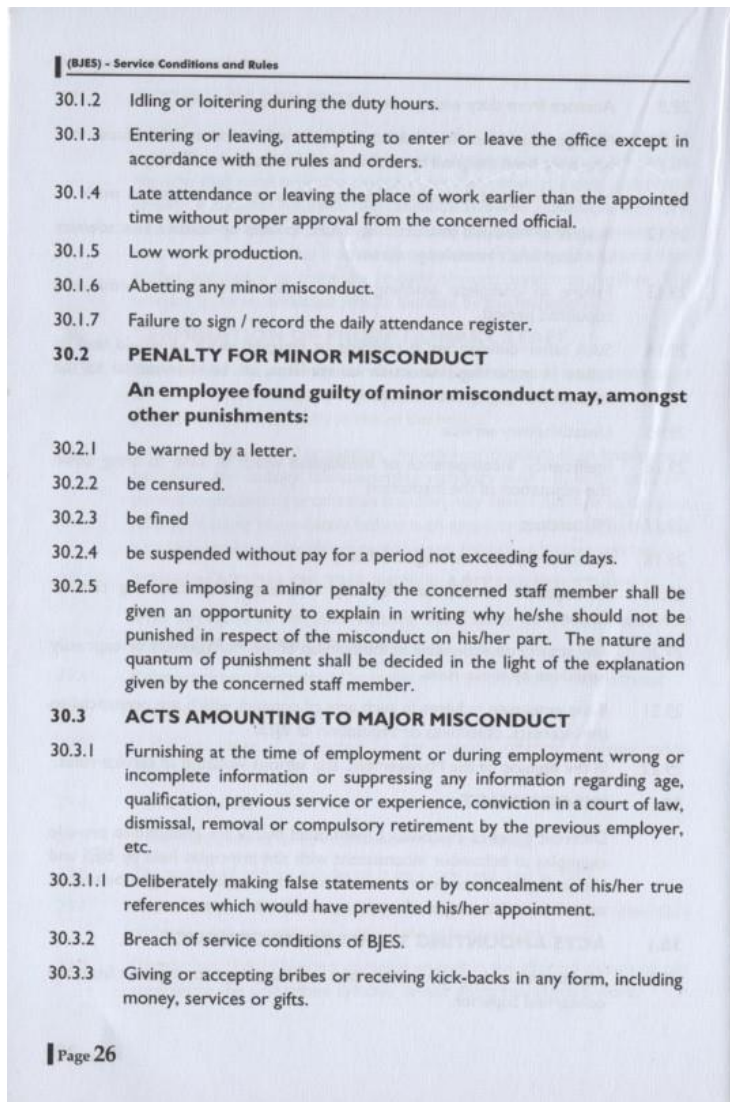 (BJES) - Service Conditions and Rules
30.1.2 Idling or loitering during the duty hours.
30.1.3 Entering or leaving, attempting to enter or leave the office except in
accordance with the rules and orders.
30.1.4 Late attendance or leaving the place of work earlier than the appointed
time without proper approval from the concerned official.
30.1.5 Low work production.
30.1.6 Abetting any minor misconduct.
30.1.7 Failure to sign / record the daily attendance register.
30.2 PENALTY FOR MINOR MISCONDUCT
An employee found guilty of minor misconduct may, amongst
other punishments:
30.2.1 be warned by a letter.
30.2.2 be censured.
30.2.3 be fined
30.2.4 be suspended without pay for a period not exceeding four days.
30.2.5 Before imposing a minor penalty the concerned staff member shall be
given an opportunity to explain in writing why he/she should not be
punished in respect of the misconduct on his/her part. The nature and
quantum of punishment shall be decided in the light of the explanation
given by the concerned staff member.
30.3 ACTS AMOUNTING TO MAJOR MISCONDUCT
30.3.1 Furnishing at the time of employment or during employment wrong or
incomplete information or suppressing any information regarding age,
qualification, previous service or experience, conviction in a court of law,
dismissal, removal or compulsory retirement by the previous employer,
etc.
30.3.1.1 Deliberately making false statements or by concealment of his/her true
references which would have prevented his/her appointment.
30.3.2 Breach of service conditions of BJES.
30.3.3 Giving or accepting bribes or receiving kick-backs in any form, including
money, services or gifts.
Page 26